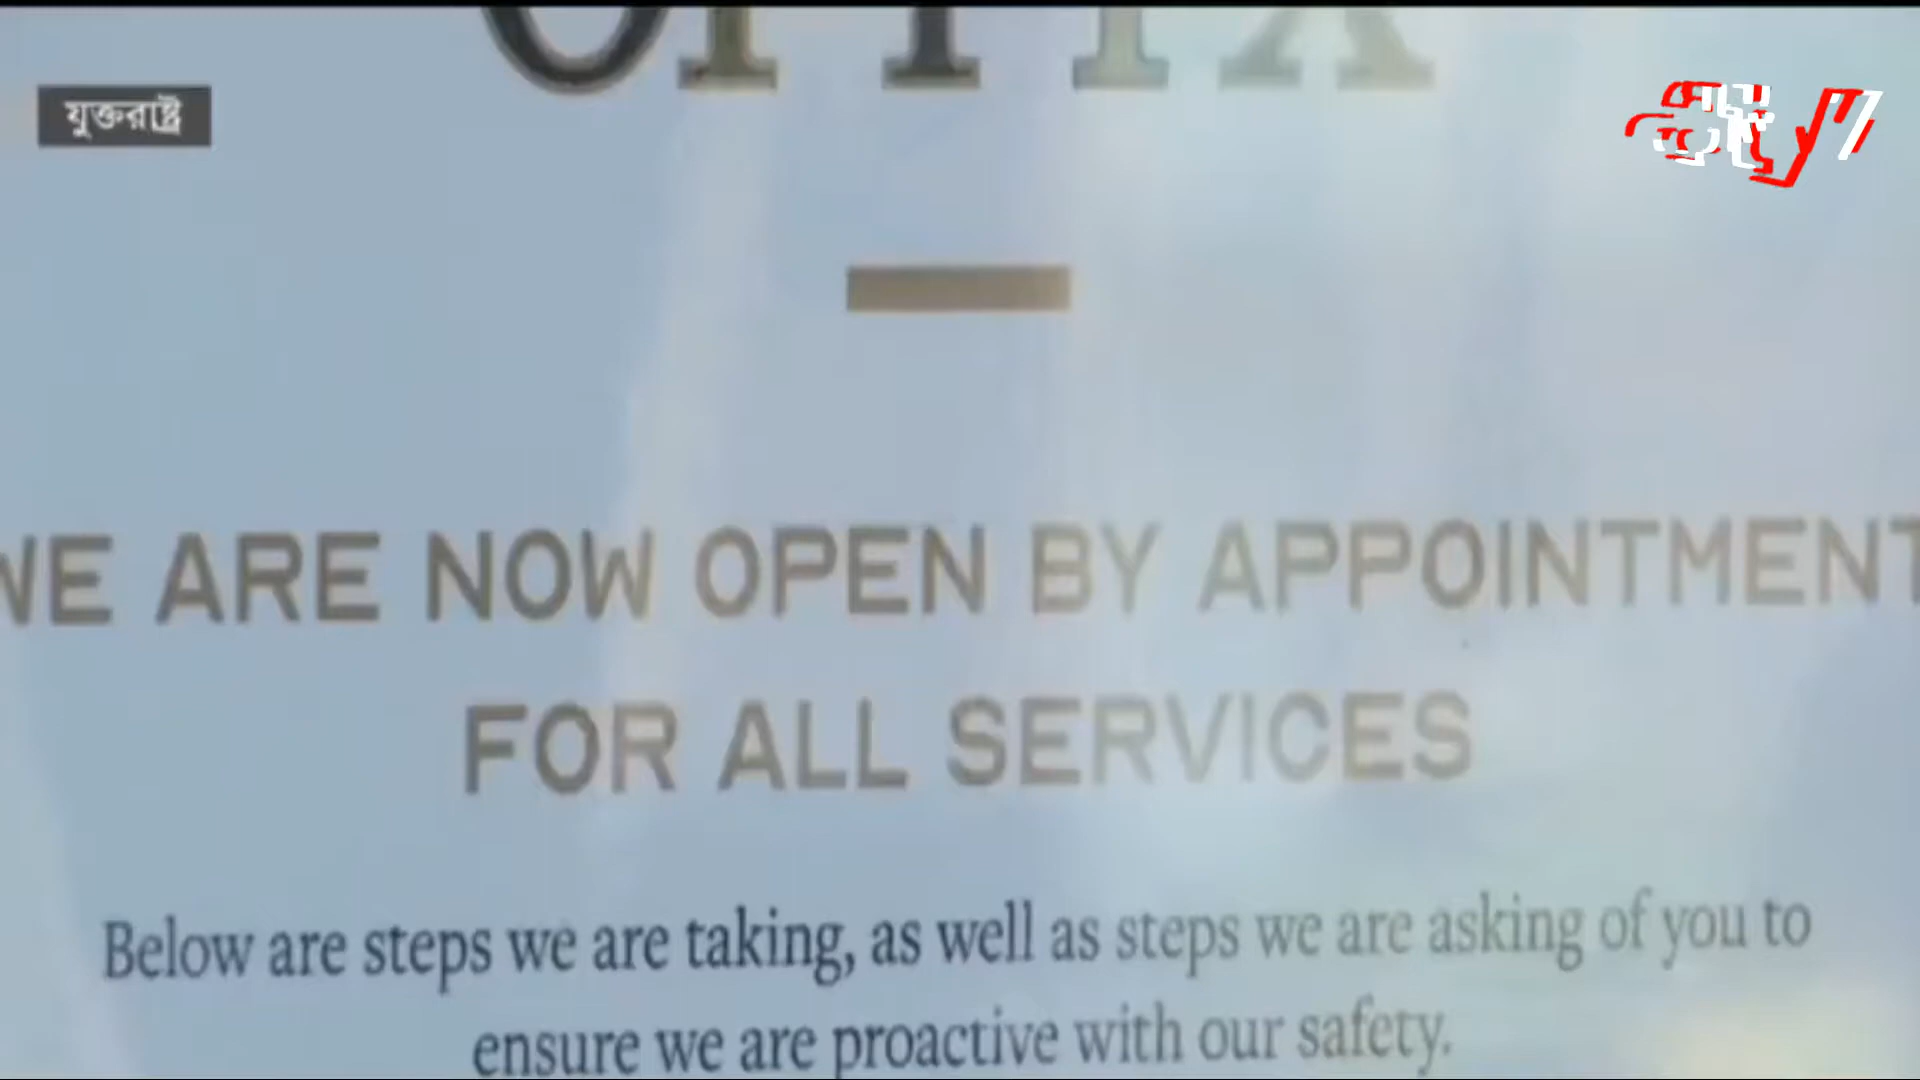 যুক্তরাষ্ট্র
WE ARE NOW OPEN BY APPOINTMENT
FOR ALL SERVICES
Below are steps we are taking, as well as steps we are asking of you to
ensure we are proactive with our safety.